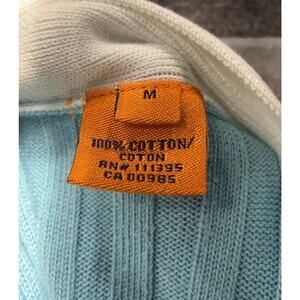 M
100% COTTON/
COTON
RN# 111395
CA 00985